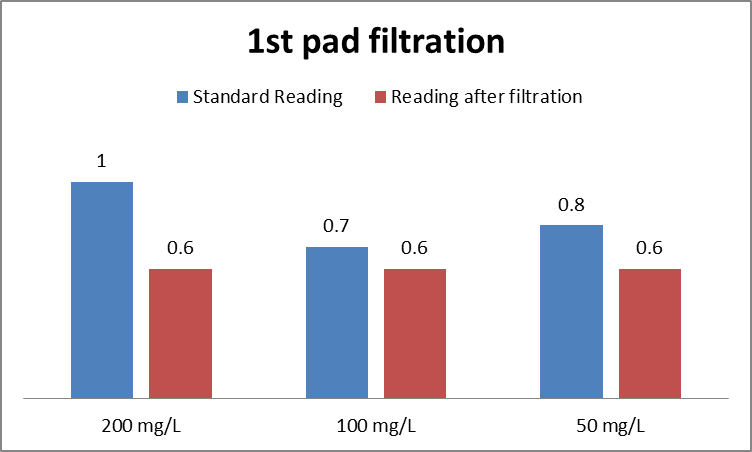 1st pad filtration
Standard Reading Reading after filtration
1
0.6
0.7
0.6
0.8
0.6
200 mg/L 100 mg/L 50 mg/L